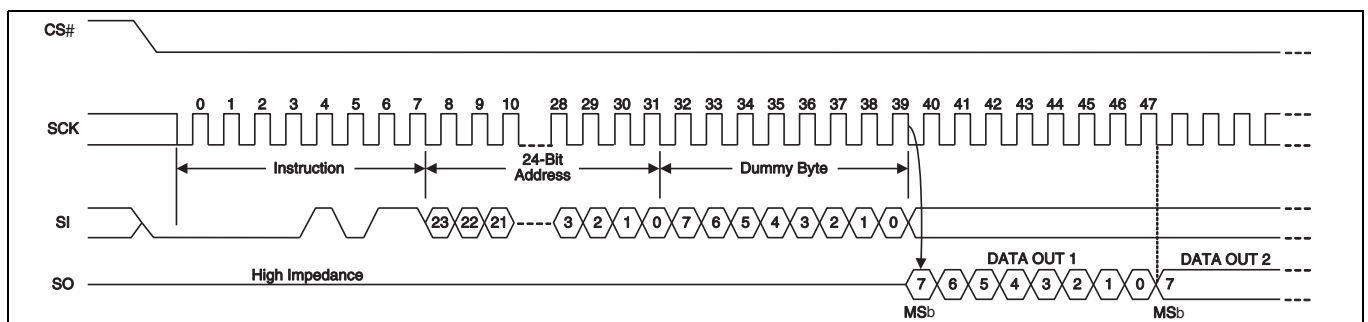 CS#
0 1 2 3 4 5 6 7 8 9 10 28 29 30 31 32 33 34 35 36 37 38 39 40 41 42 43 44 45 46 47
SCK
Instruction
24-Bit
Address
Dummy Byte
SI
23 22 21 3 2 1 0 7 6 5 4 3 2 1 0
DATA OUT 1
DATA OUT 2
High Impedance
SO
7 6 5 4 3 2 1 0 7
MSb
MSb